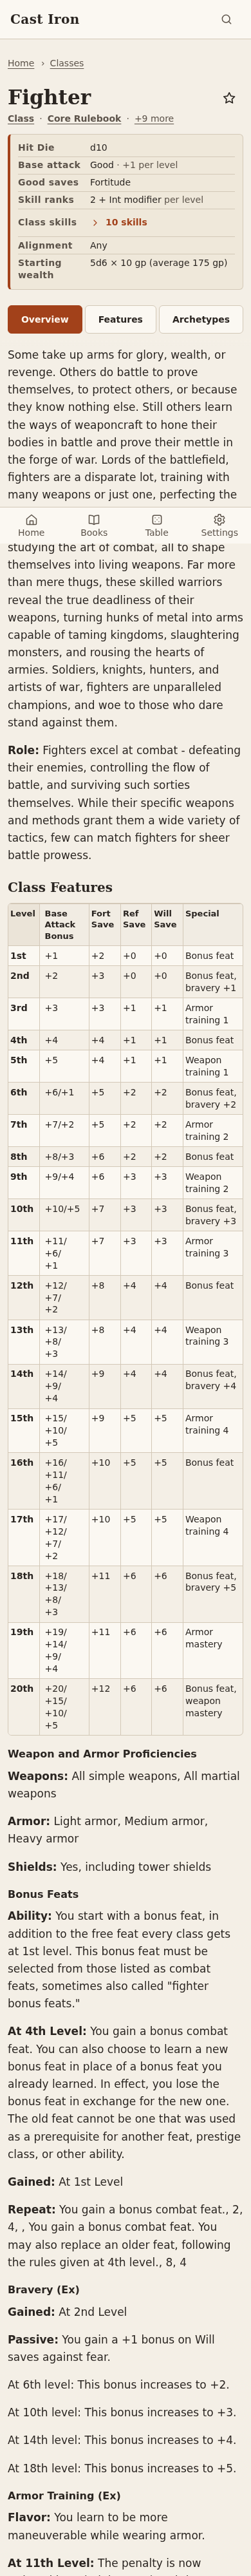 Cast Iron
Home › Classes
Fighter
Class · Core Rulebook · +9 more
Hit Die d10
Base attack Good · +1 per level
Good saves Fortitude
Skill ranks 2 + Int modifier per level
Class skills › 10 skills
Alignment Any
Starting wealth 5d6 × 10 gp (average 175 gp)
Overview Features Archetypes
Some take up arms for glory, wealth, or
revenge. Others do battle to prove
themselves, to protect others, or because
they know nothing else. Still others learn
the ways of weaponcraft to hone their
bodies in battle and prove their mettle in
the forge of war. Lords of the battlefield,
fighters are a disparate lot, training with
many weapons or just one, perfecting the
Home Books Table Settings
studying the art of combat, all to shape
themselves into living weapons. Far more
than mere thugs, these skilled warriors
reveal the true deadliness of their
weapons, turning hunks of metal into arms
capable of taming kingdoms, slaughtering
monsters, and rousing the hearts of
armies. Soldiers, knights, hunters, and
artists of war, fighters are unparalleled
champions, and woe to those who dare
stand against them.
Role: Fighters excel at combat - defeating
their enemies, controlling the flow of
battle, and surviving such sorties
themselves. While their specific weapons
and methods grant them a wide variety of
tactics, few can match fighters for sheer
battle prowess.
Class Features
Level Base Attack Bonus Fort Save Ref Save Will Save Special
1st +1 +2 +0 +0 Bonus feat
2nd +2 +3 +0 +0 Bonus feat, bravery +1
3rd +3 +3 +1 +1 Armor training 1
4th +4 +4 +1 +1 Bonus feat
5th +5 +4 +1 +1 Weapon training 1
6th +6/+1 +5 +2 +2 Bonus feat, bravery +2
7th +7/+2 +5 +2 +2 Armor training 2
8th +8/+3 +6 +2 +2 Bonus feat
9th +9/+4 +6 +3 +3 Weapon training 2
10th +10/+5 +7 +3 +3 Bonus feat, bravery +3
11th +11/+6/+1 +7 +3 +3 Armor training 3
12th +12/+7/+2 +8 +4 +4 Bonus feat
13th +13/+8/+3 +8 +4 +4 Weapon training 3
14th +14/+9/+4 +9 +4 +4 Bonus feat, bravery +4
15th +15/+10/+5 +9 +5 +5 Armor training 4
16th +16/+11/+6/+1 +10 +5 +5 Bonus feat
17th +17/+12/+7/+2 +10 +5 +5 Weapon training 4
18th +18/+13/+8/+3 +11 +6 +6 Bonus feat, bravery +5
19th +19/+14/+9/+4 +11 +6 +6 Armor mastery
20th +20/+15/+10/+5 +12 +6 +6 Bonus feat, weapon mastery
Weapon and Armor Proficiencies
Weapons: All simple weapons, All martial
weapons
Armor: Light armor, Medium armor,
Heavy armor
Shields: Yes, including tower shields
Bonus Feats
Ability: You start with a bonus feat, in
addition to the free feat every class gets
at 1st level. This bonus feat must be
selected from those listed as combat
feats, sometimes also called "fighter
bonus feats."
At 4th Level: You gain a bonus combat
feat. You can also choose to learn a new
bonus feat in place of a bonus feat you
already learned. In effect, you lose the
bonus feat in exchange for the new one.
The old feat cannot be one that was used
as a prerequisite for another feat, prestige
class, or other ability.
Gained: At 1st Level
Repeat: You gain a bonus combat feat., 2,
4, , You gain a bonus combat feat. You
may also replace an older feat, following
the rules given at 4th level., 8, 4
Bravery (Ex)
Gained: At 2nd Level
Passive: You gain a +1 bonus on Will
saves against fear.
At 6th level: This bonus increases to +2.
At 10th level: This bonus increases to +3.
At 14th level: This bonus increases to +4.
At 18th level: This bonus increases to +5.
Armor Training (Ex)
Flavor: You learn to be more
maneuverable while wearing armor.
At 11th Level: The penalty is now